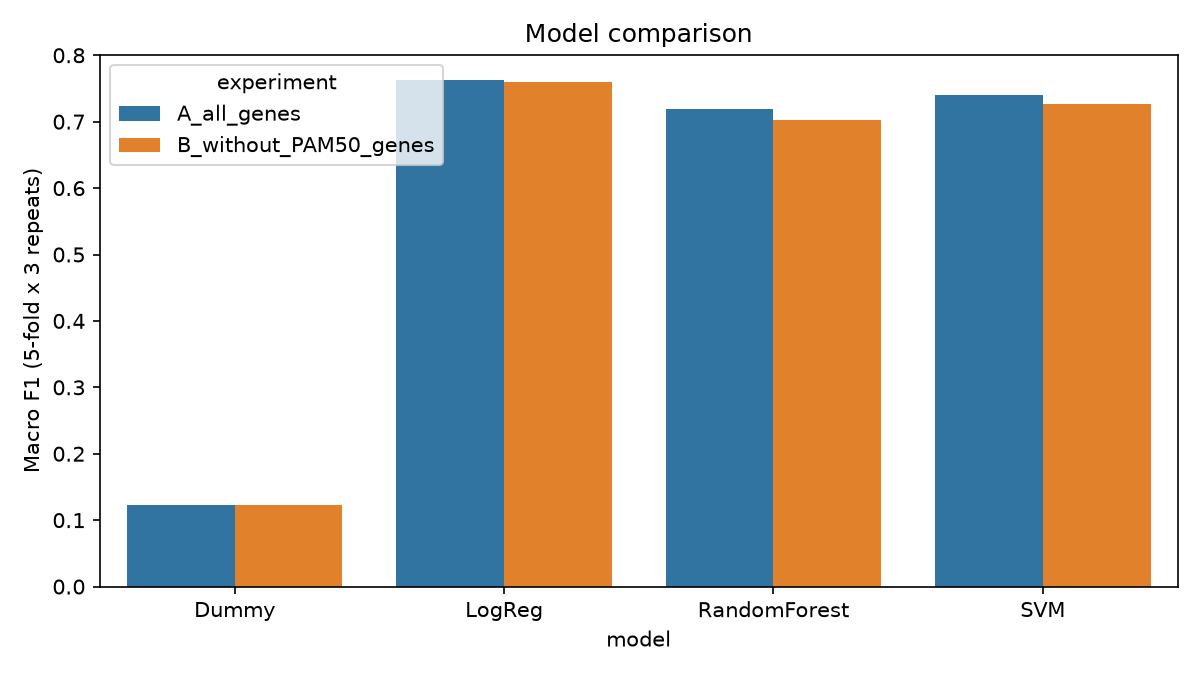 Model comparison
experiment
A_all_genes
B_without_PAM50_genes
Macro F1 (5-fold x 3 repeats)
0.8
0.7
0.6
0.5
0.4
0.3
0.2
0.1
0.0
Dummy LogReg RandomForest SVM
model